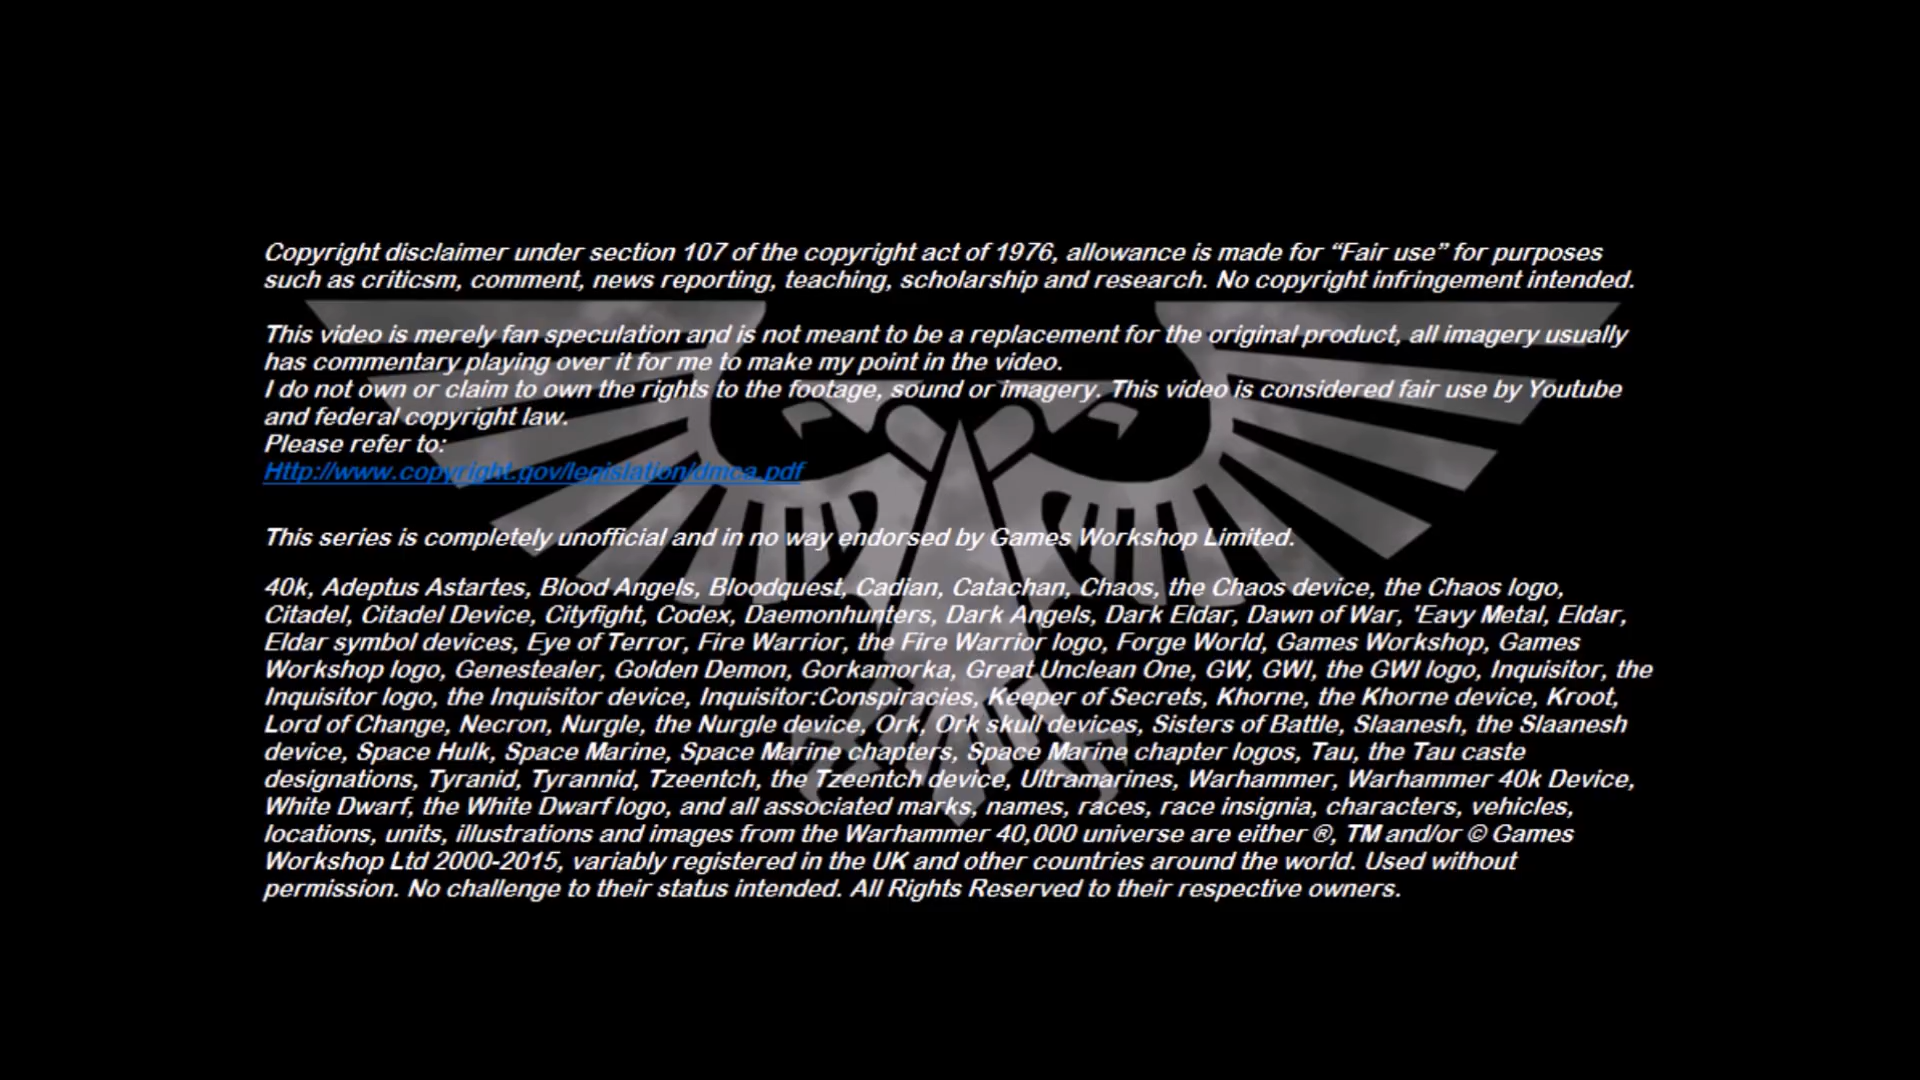 Copyright disclaimer under section 107 of the copyright act of 1976, allowance is made for “Fair use” for purposes
such as criticsm, comment, news reporting, teaching, scholarship and research. No copyright infringement intended.
This video is merely fan speculation and is not meant to be a replacement for the original product, all imagery usually
has commentary playing over it for me to make my point in the video.
I do not own or claim to own the rights to the footage, sound or imagery. This video is considered fair use by Youtube
and federal copyright law.
Please refer to:
Http://www.copyright.gov/legislation/dmca.pdf
This series is completely unofficial and in no way endorsed by Games Workshop Limited.
40k, Adeptus Astartes, Blood Angels, Bloodquest, Cadian, Catachan, Chaos, the Chaos device, the Chaos logo,
Citadel, Citadel Device, Cityfight, Codex, Daemonhunters, Dark Angels, Dark Eldar, Dawn of War, 'Eavy Metal, Eldar,
Eldar symbol devices, Eye of Terror, Fire Warrior, the Fire Warrior logo, Forge World, Games Workshop, Games
Workshop logo, Genestealer, Golden Demon, Gorkamorka, Great Unclean One, GW, GWI, the GWI logo, Inquisitor, the
Inquisitor logo, the Inquisitor device, Inquisitor:Conspiracies, Keeper of Secrets, Khorne, the Khorne device, Kroot,
Lord of Change, Necron, Nurgle, the Nurgle device, Ork, Ork skull devices, Sisters of Battle, Slaanesh, the Slaanesh
device, Space Hulk, Space Marine, Space Marine chapters, Space Marine chapter logos, Tau, the Tau caste
designations, Tyranid, Tyrannid, Tzeentch, the Tzeentch device, Ultramarines, Warhammer, Warhammer 40k Device,
White Dwarf, the White Dwarf logo, and all associated marks, names, races, race insignia, characters, vehicles,
locations, units, illustrations and images from the Warhammer 40,000 universe are either ®, TM and/or © Games
Workshop Ltd 2000-2015, variably registered in the UK and other countries around the world. Used without
permission. No challenge to their status intended. All Rights Reserved to their respective owners.